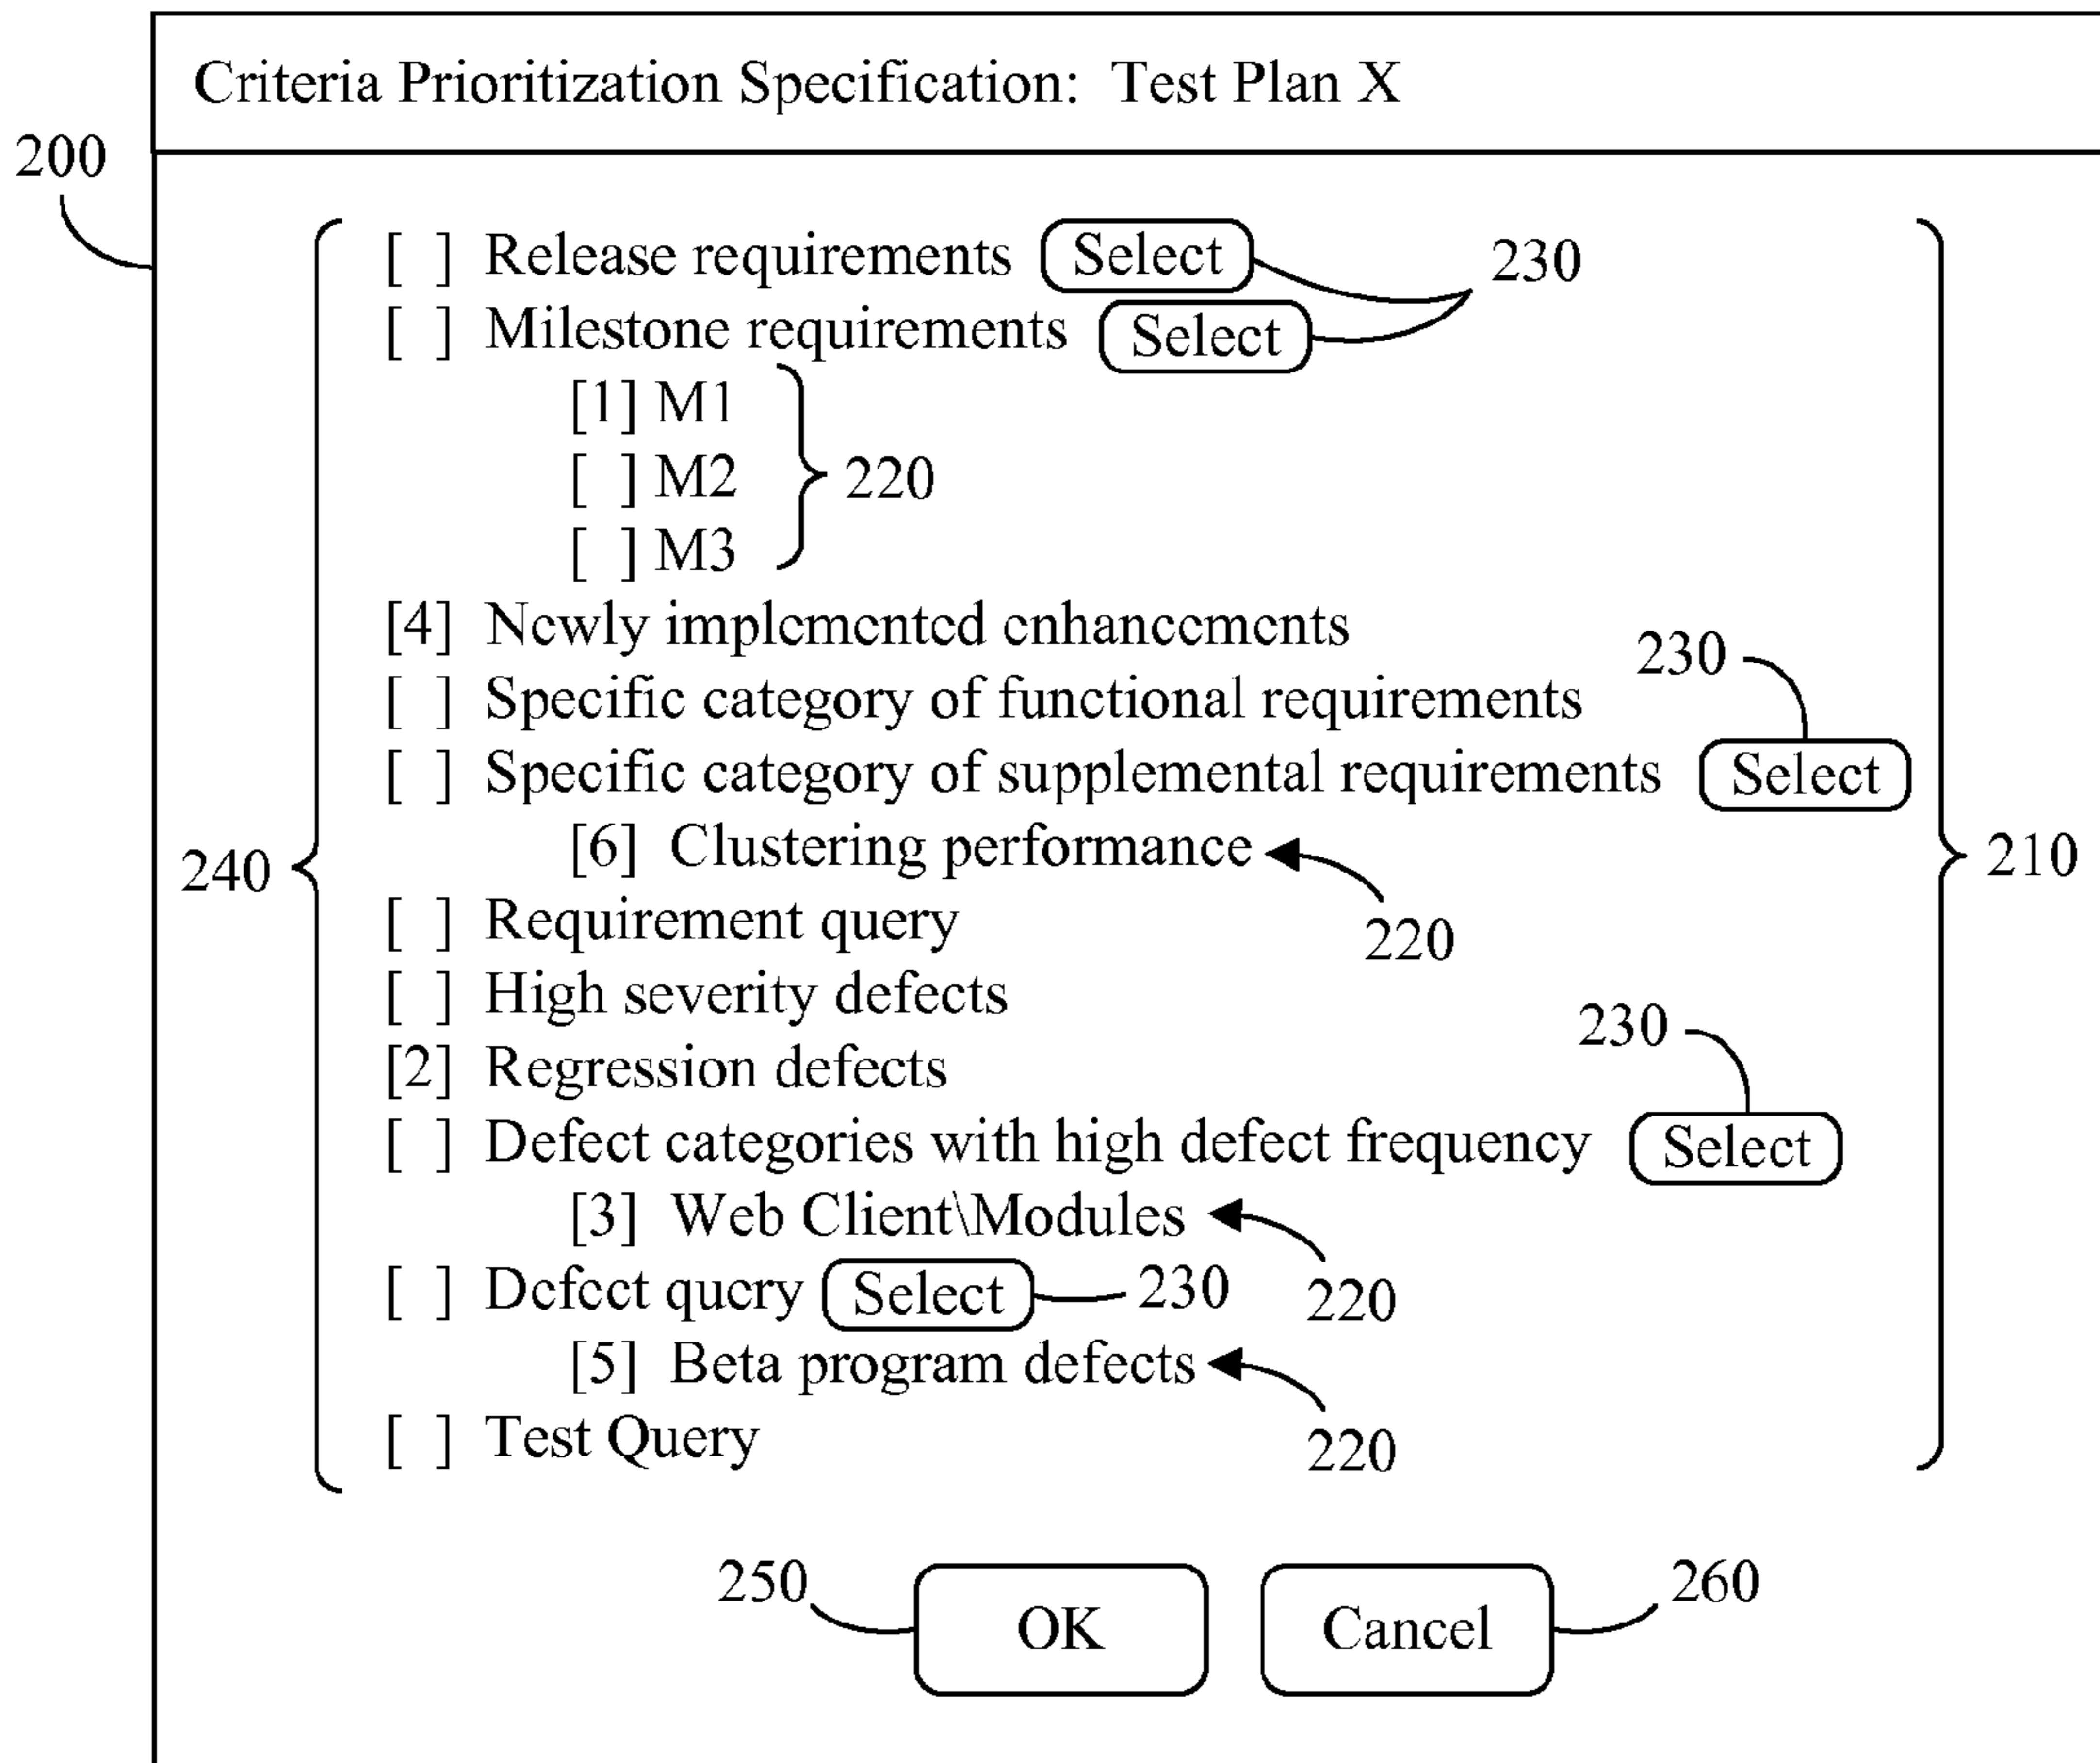 Criteria Prioritization Specification: Test Plan X
200
[ ] Release requirements Select 230
[ ] Milestone requirements Select
[1] M1
[ ] M2 220
[ ] M3
[4] Newly implemented enhancements
230
[ ] Specific category of functional requirements
[ ] Specific category of supplemental requirements Select
240 [6] Clustering performance 210
[ ] Requirement query 220
[ ] High severity defects
230
[2] Regression defects
[ ] Defect categories with high defect frequency Select
[3] Web Client\Modules
[ ] Defect query Select 230 220
[5] Beta program defects
[ ] Test Query 220
250 OK Cancel 260